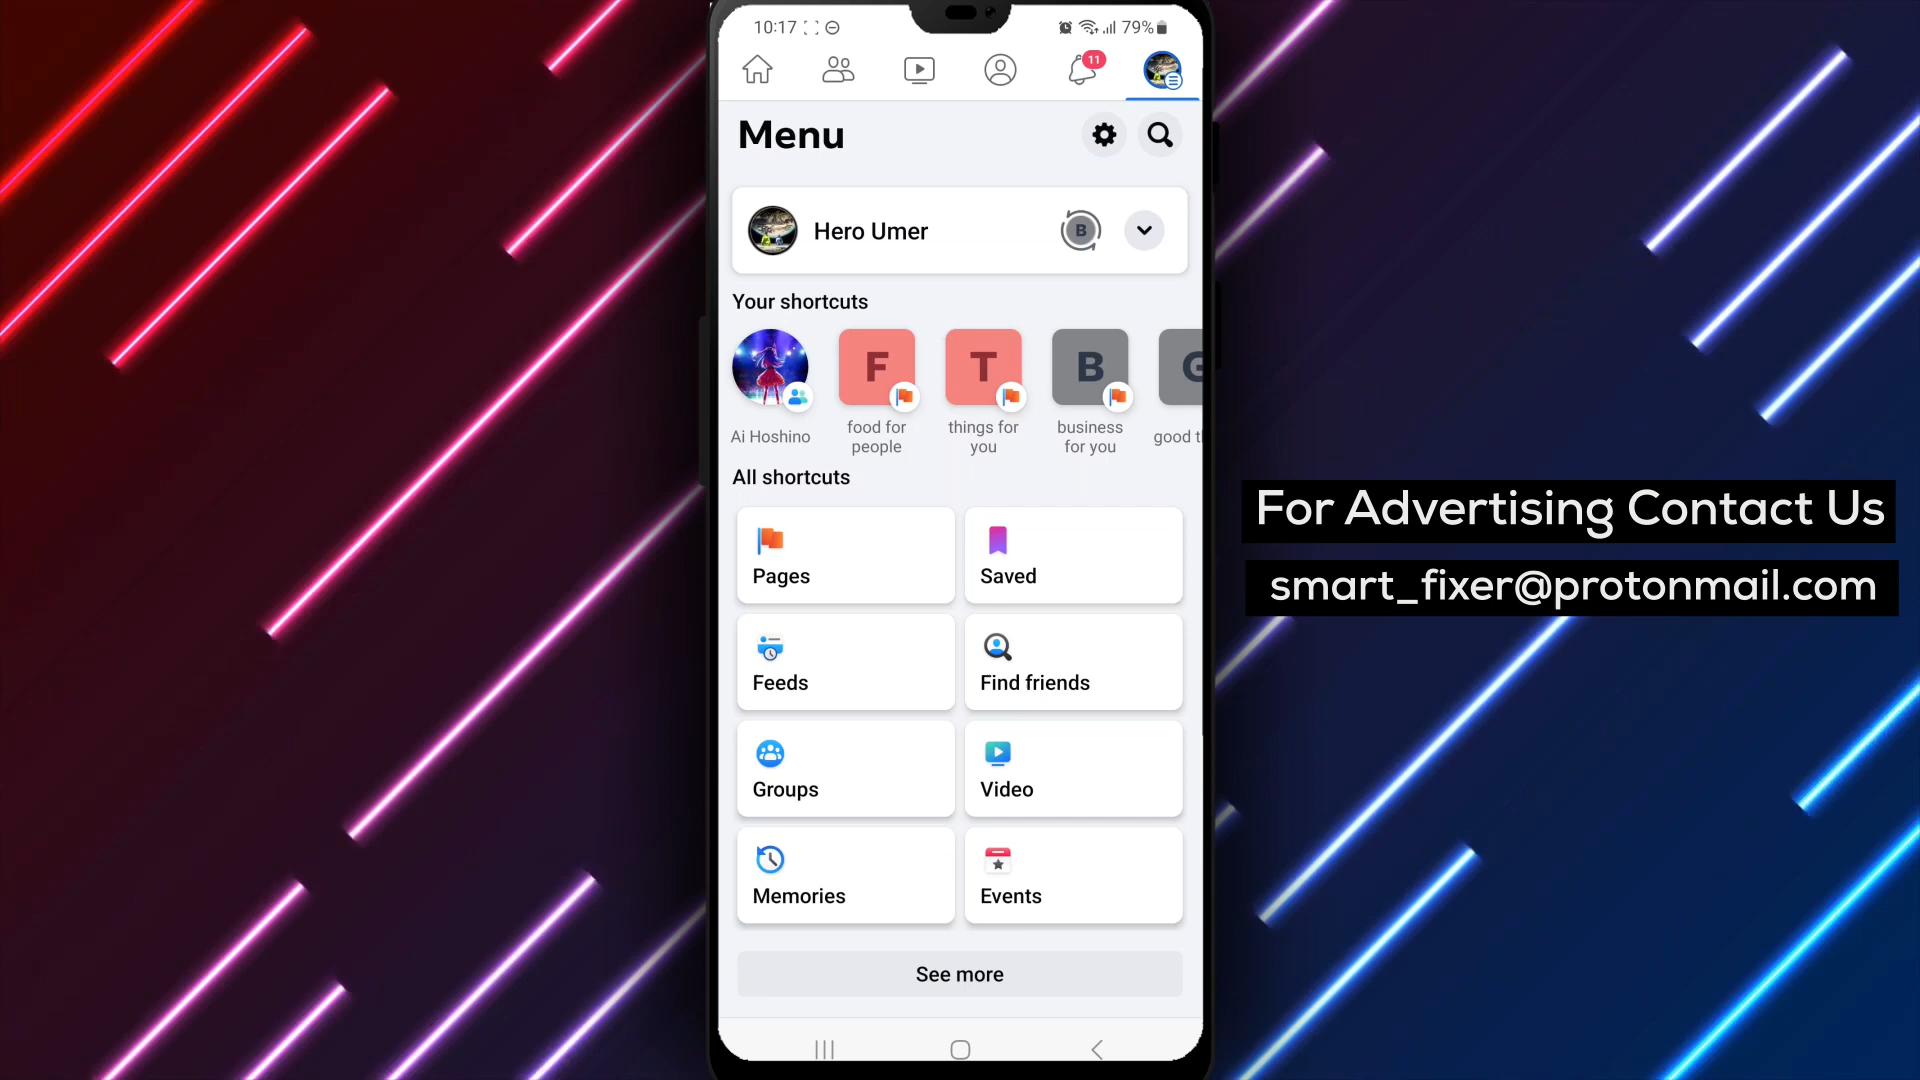 10:17
79%
11
Menu
Hero Umer
B
Your shortcuts
F
T
B
G
Ai Hoshino
food for
people
things for
you
business
for you
good t
All shortcuts
Pages
Saved
Feeds
Find friends
Groups
Video
Memories
Events
See more
For Advertising Contact Us
smart_fixer@protonmail.com